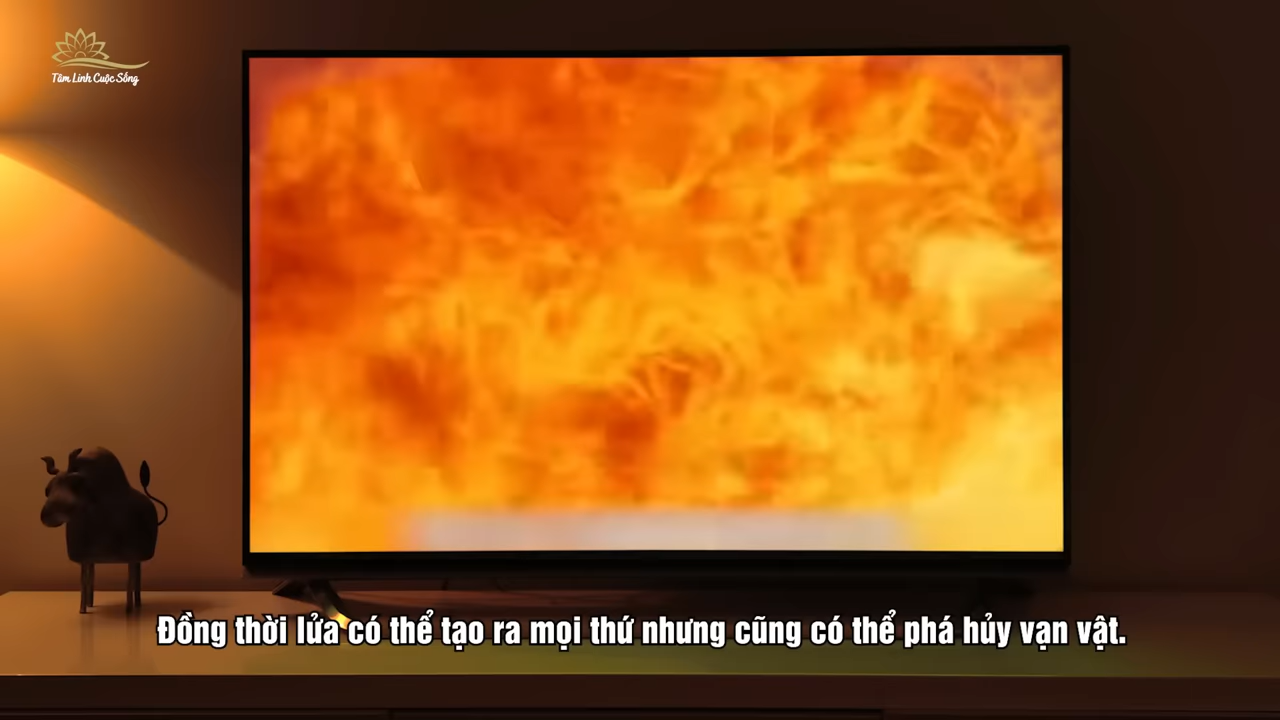 Tâm Linh Cuộc Sống
Đồng thời lửa có thể tạo ra mọi thứ nhưng cũng có thể phá hủy vạn vật.